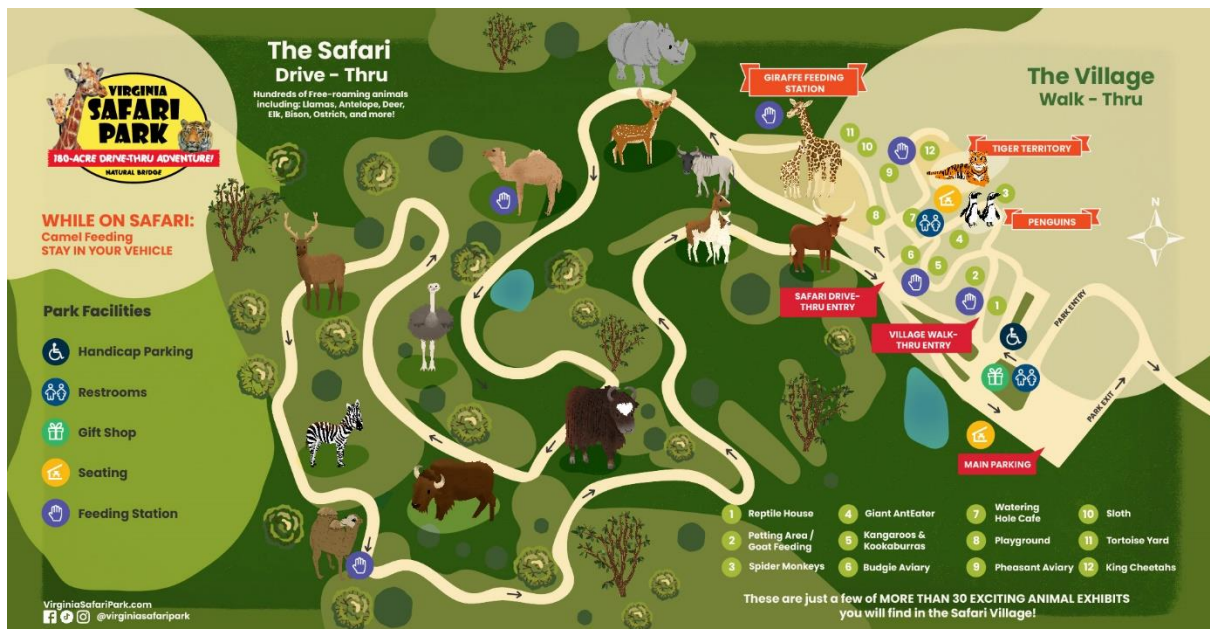 VIRGINIA
SAFARI
PARK
180-ACRE DRIVE-THRU ADVENTURE!
NATURAL BRIDGE
The Safari
Drive - Thru
Hundreds of Free-roaming animals
including: Llamas, Antelope, Deer,
Elk, Bison, Ostrich, and more!
GIRAFFE FEEDING
STATION
The Village
Walk - Thru
TIGER TERRITORY
PENGUINS
11
10
12
9
3
8
7
4
6
5
2
1
N
WHILE ON SAFARI:
Camel Feeding
STAY IN YOUR VEHICLE
Park Facilities
Handicap Parking
Restrooms
Gift Shop
Seating
Feeding Station
SAFARI DRIVE-
THRU ENTRY
VILLAGE WALK-
THRU ENTRY
PARK ENTRY
PARK EXIT
MAIN PARKING
1 Reptile House
2 Petting Area /
Goat Feeding
3 Spider Monkeys
4 Giant AntEater
5 Kangaroos &
Kookaburras
6 Budgie Aviary
7 Watering
Hole Cafe
8 Playground
9 Pheasant Aviary
10 Sloth
11 Tortoise Yard
12 King Cheetahs
These are just a few of MORE THAN 30 EXCITING ANIMAL EXHIBITS
you will find in the Safari Village!
VirginiaSafariPark.com
@virginiasafaripark